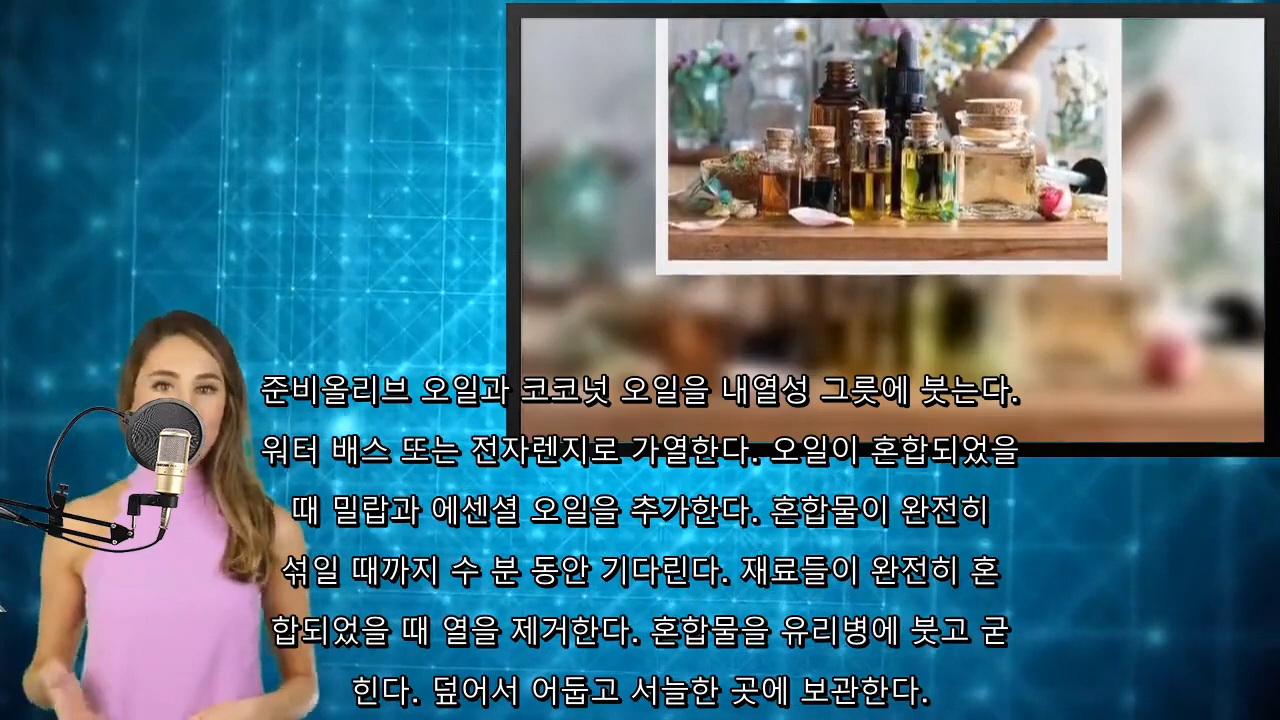 준비올리브 오일과 코코넛 오일을 내열성 그릇에 붓는다.
워터 배스 또는 전자렌지로 가열한다. 오일이 혼합되었을
때 밀랍과 에센셜 오일을 추가한다. 혼합물이 완전히
섞일 때까지 수 분 동안 기다린다. 재료들이 완전히 혼
합되었을 때 열을 제거한다. 혼합물을 유리병에 붓고 굳
힌다. 덮어서 어둡고 서늘한 곳에 보관한다.